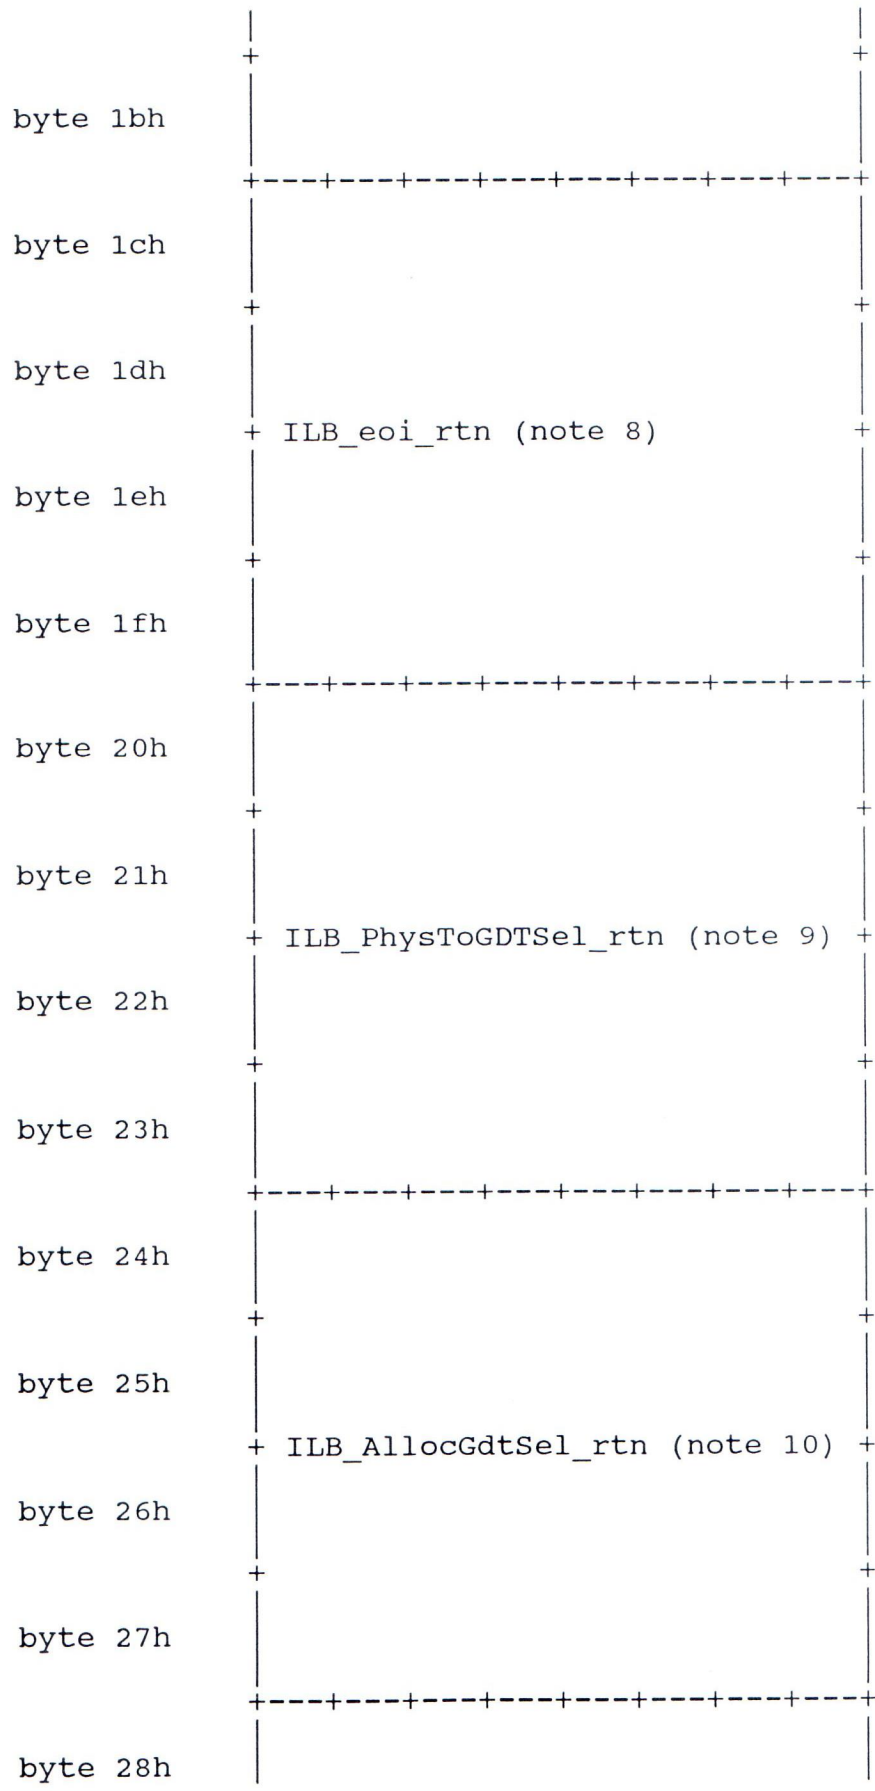 byte 1bh
byte 1ch
byte 1dh
ILB_eoi_rtn (note 8)
byte 1eh
byte 1fh
byte 20h
byte 21h
ILB_PhysToGDTSel_rtn (note 9)
byte 22h
byte 23h
byte 24h
byte 25h
ILB_AllocGdtSel_rtn (note 10)
byte 26h
byte 27h
byte 28h